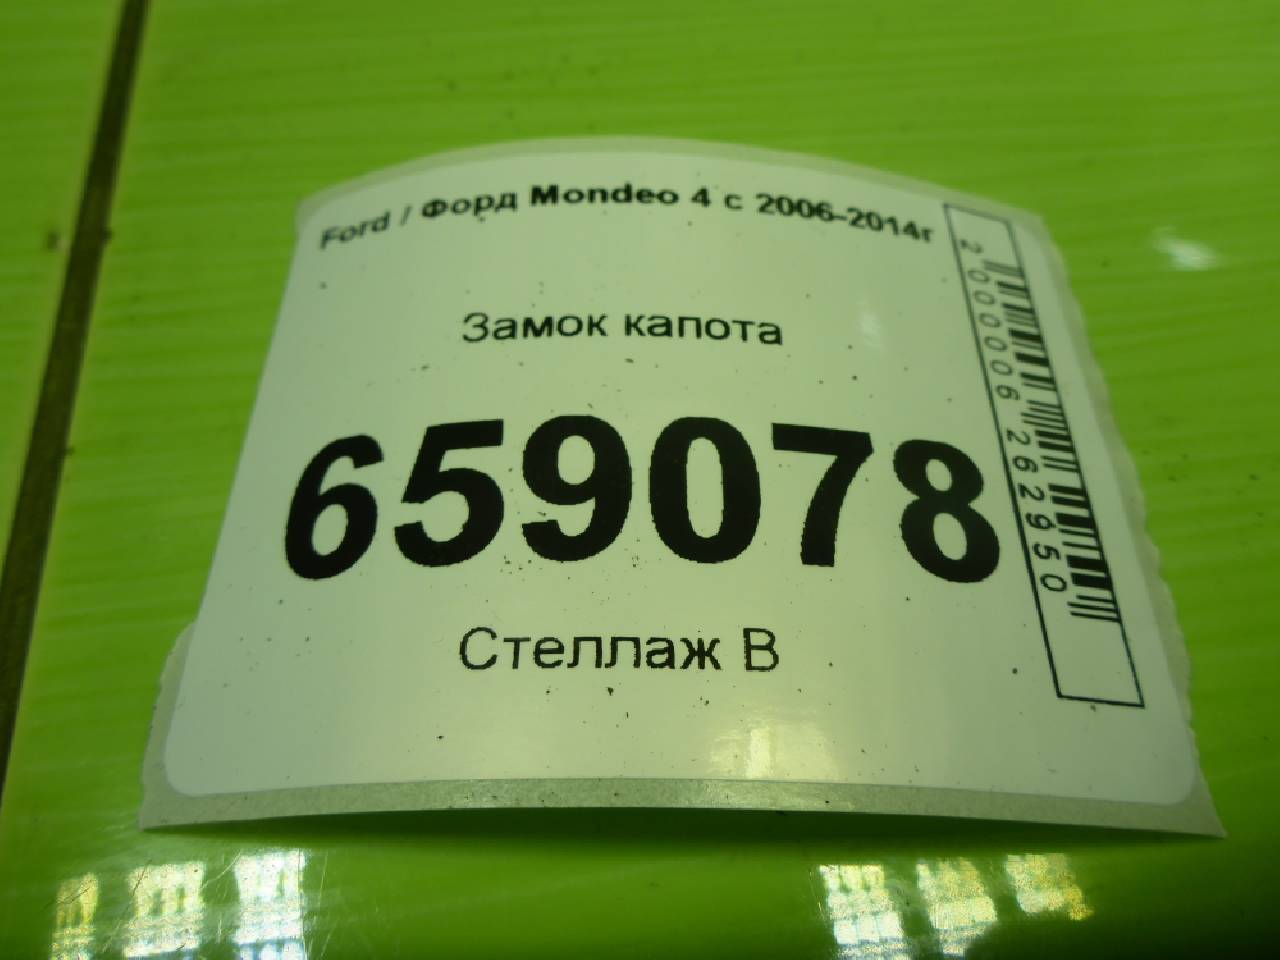 Ford / Форд Mondeo 4 с 2006-2014г
Замок капота
659078
Стеллаж В
2000006262950